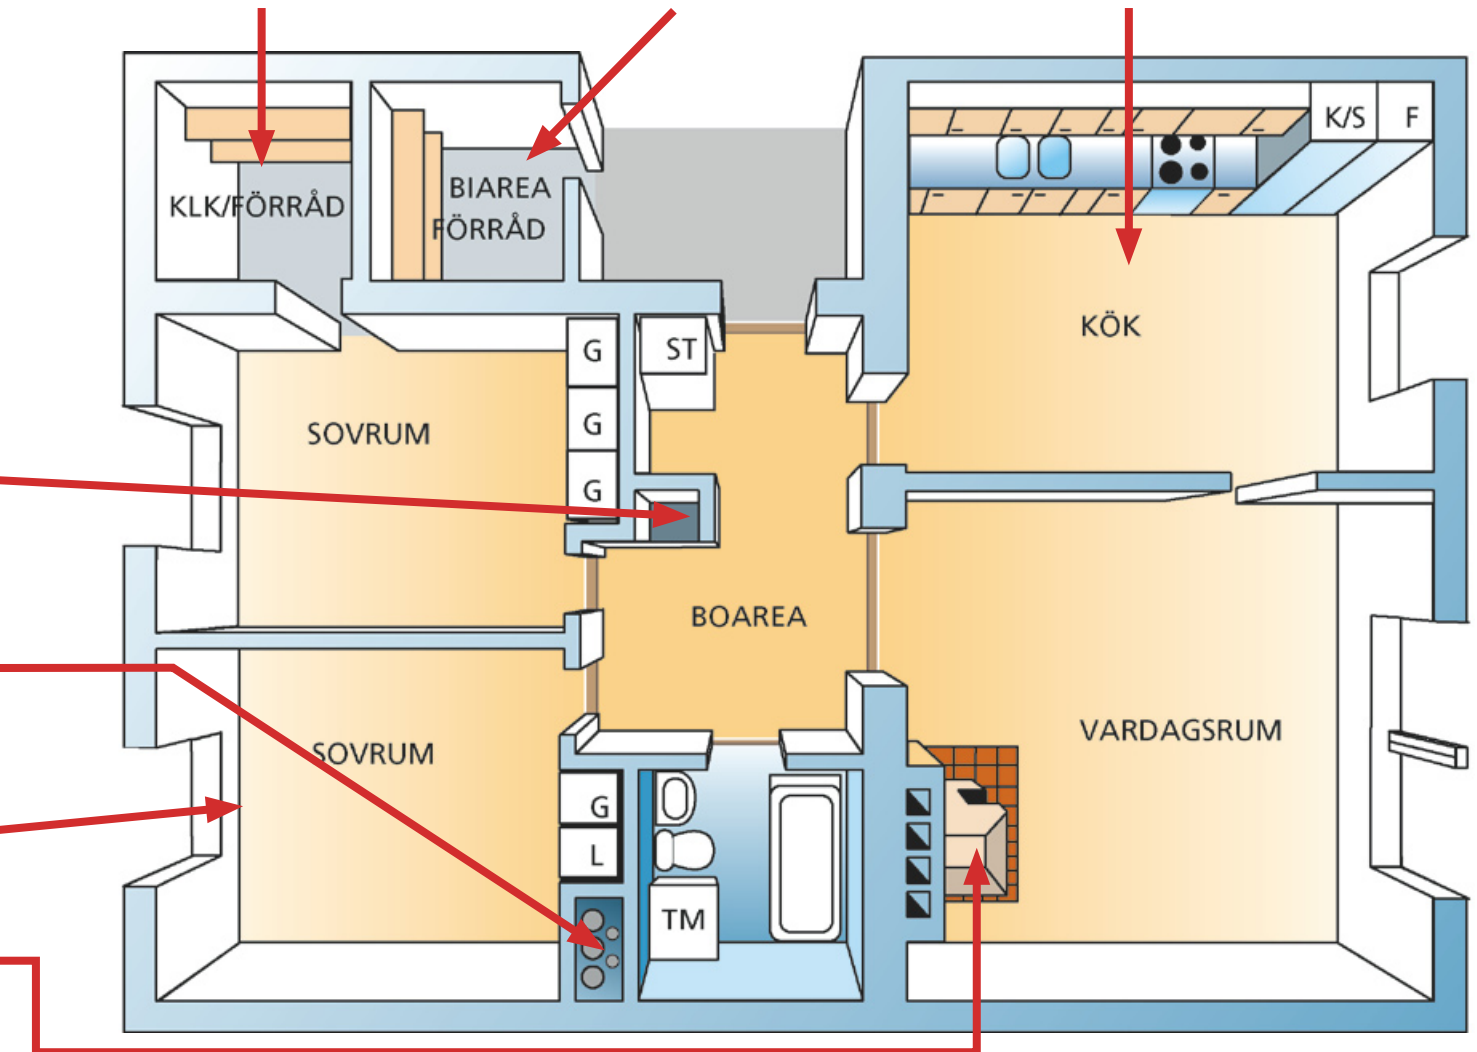 K/S F
KLK/FÖRRÅD
BIAREA
FÖRRÅD
KÖK
G
ST
SOVRUM
G
G
BOAREA
VARDAGSRUM
SOVRUM
G
L
TM